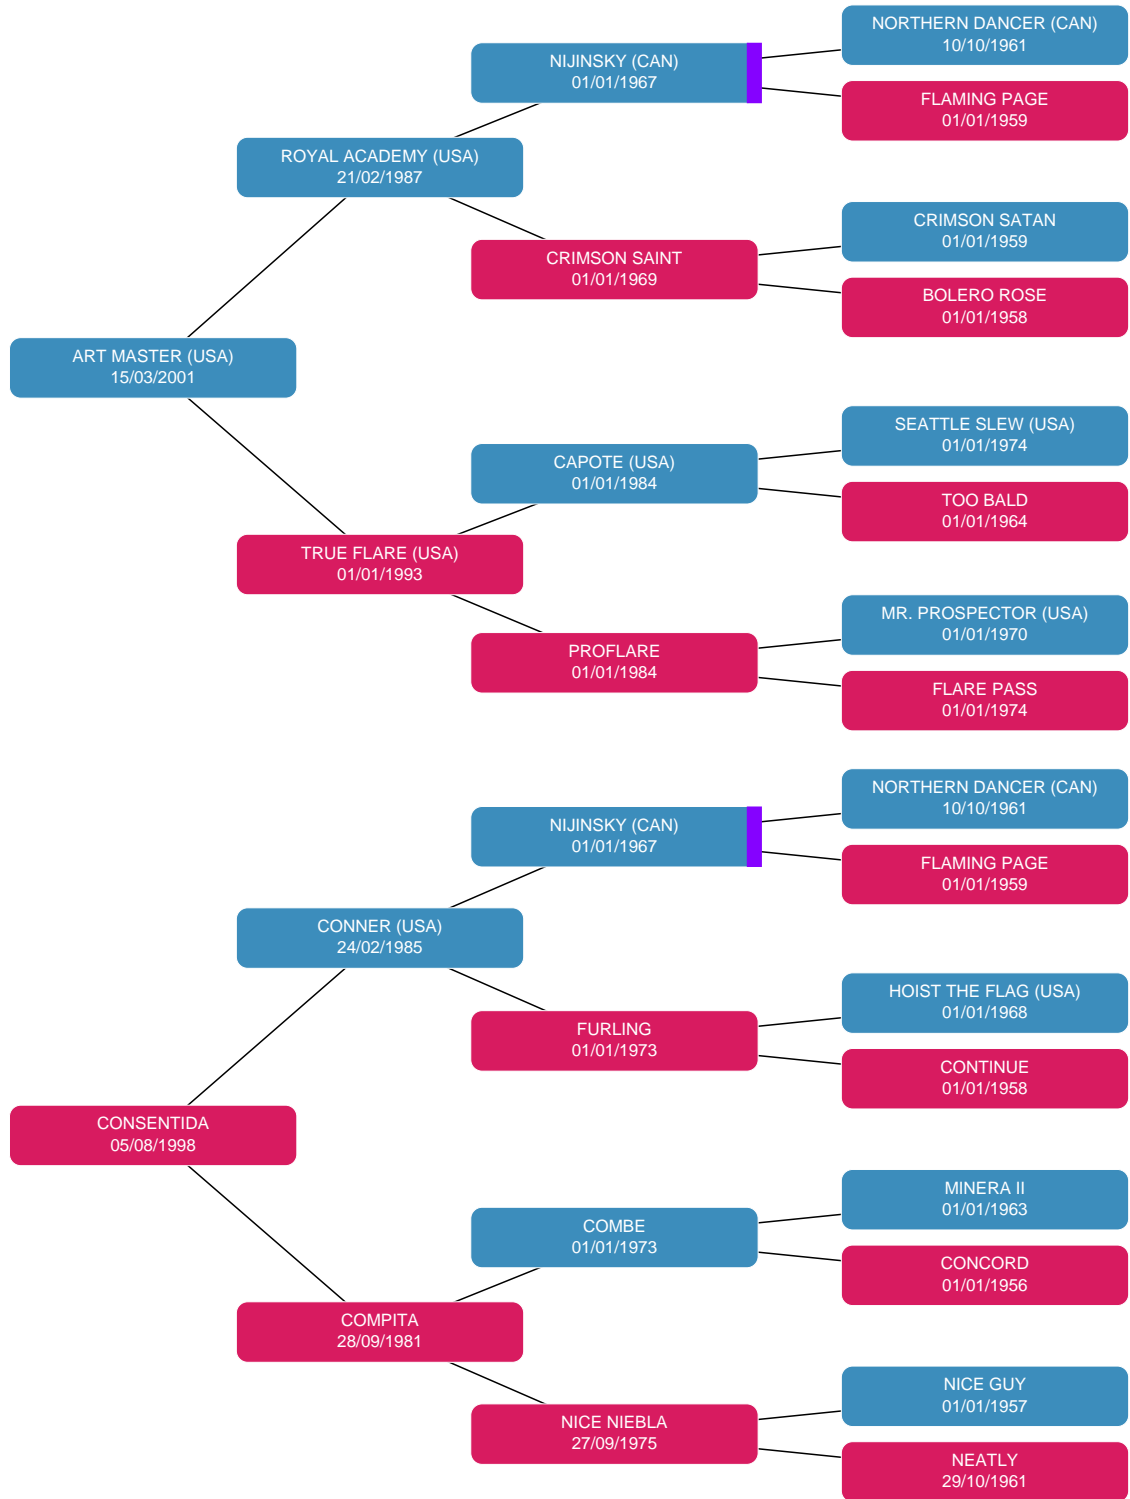 NORTHERN DANCER (CAN)
10/10/1961
NIJINSKY (CAN)
01/01/1967
FLAMING PAGE
01/01/1959
ROYAL ACADEMY (USA)
21/02/1987
CRIMSON SATAN
01/01/1959
CRIMSON SAINT
01/01/1969
BOLERO ROSE
01/01/1958
ART MASTER (USA)
15/03/2001
SEATTLE SLEW (USA)
01/01/1974
CAPOTE (USA)
01/01/1984
TOO BALD
01/01/1964
TRUE FLARE (USA)
01/01/1993
MR. PROSPECTOR (USA)
01/01/1970
PROFLARE
01/01/1984
FLARE PASS
01/01/1974
NORTHERN DANCER (CAN)
10/10/1961
NIJINSKY (CAN)
01/01/1967
FLAMING PAGE
01/01/1959
CONNER (USA)
24/02/1985
HOIST THE FLAG (USA)
01/01/1968
FURLING
01/01/1973
CONTINUE
01/01/1958
CONSENTIDA
05/08/1998
MINERA II
01/01/1963
COMBE
01/01/1973
CONCORD
01/01/1956
COMPITA
28/09/1981
NICE GUY
01/01/1957
NICE NIEBLA
27/09/1975
NEATLY
29/10/1961